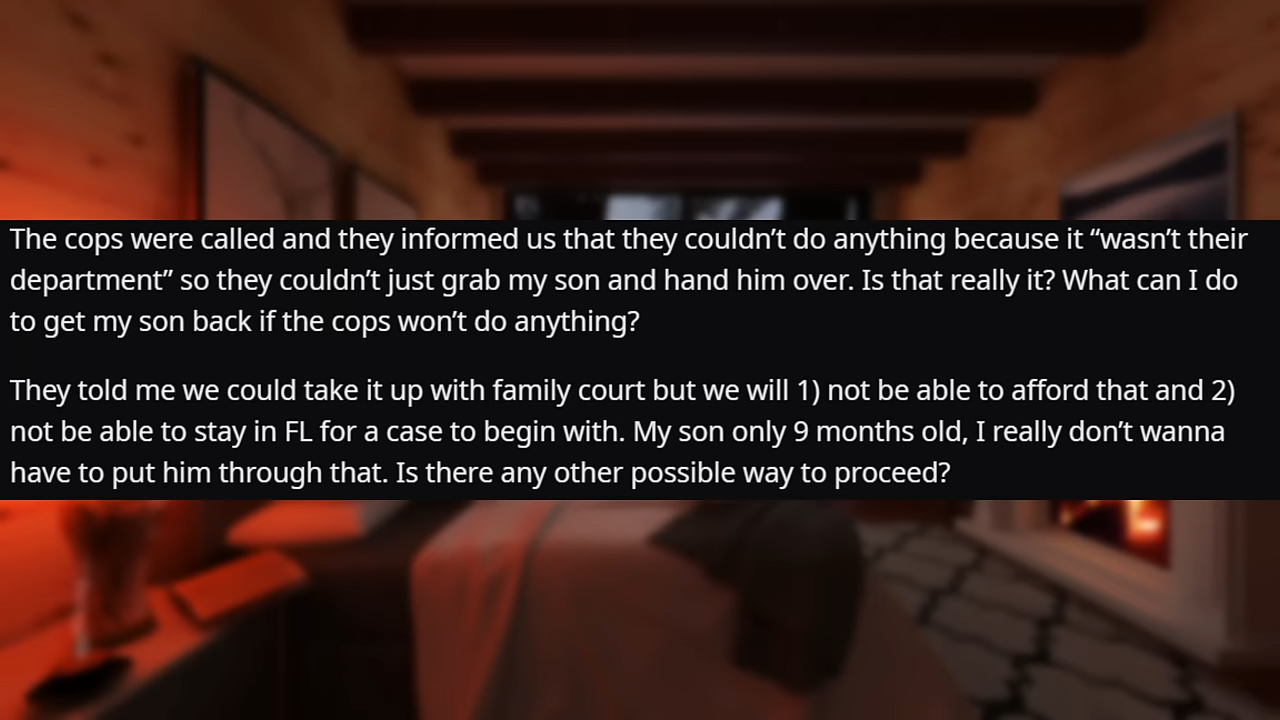 The cops were called and they informed us that they couldn’t do anything because it “wasn’t their
department” so they couldn’t just grab my son and hand him over. Is that really it? What can I do
to get my son back if the cops won’t do anything?
They told me we could take it up with family court but we will 1) not be able to afford that and 2)
not be able to stay in FL for a case to begin with. My son only 9 months old, I really don’t wanna
have to put him through that. Is there any other possible way to proceed?